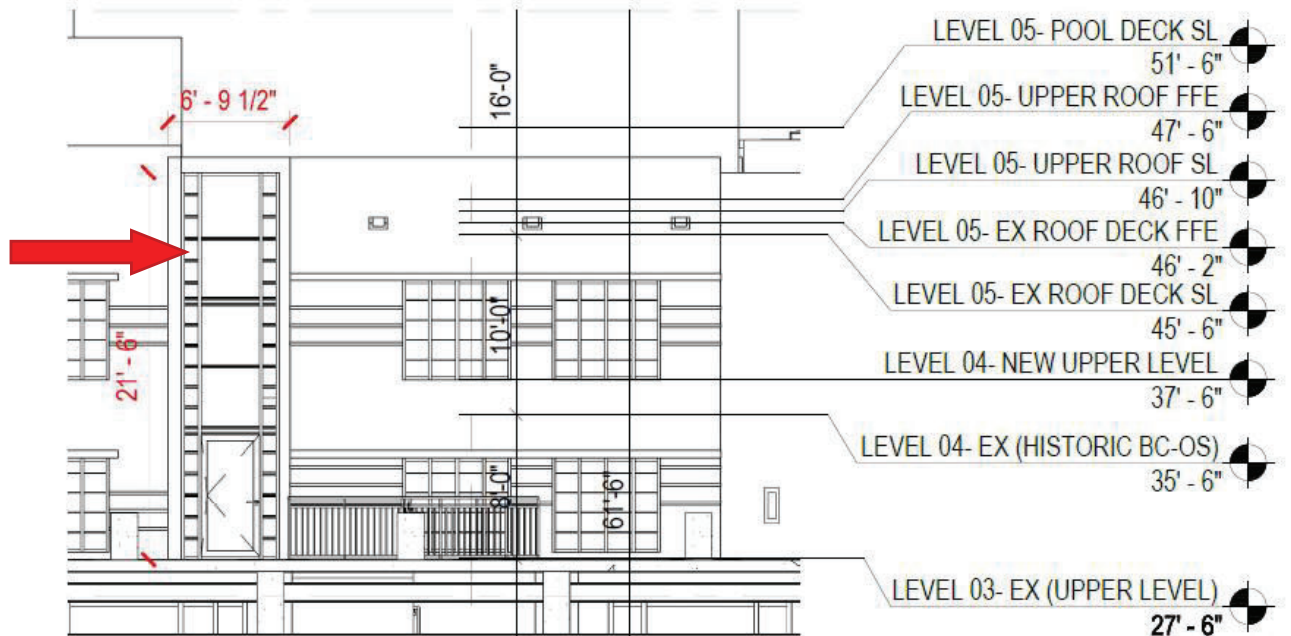 LEVEL 05- POOL DECK SL
51' - 6"
LEVEL 05- UPPER ROOF FFE
47' - 6"
LEVEL 05- UPPER ROOF SL
46' - 10"
LEVEL 05- EX ROOF DECK FFE
46' - 2"
LEVEL 05- EX ROOF DECK SL
45' - 6"
LEVEL 04- NEW UPPER LEVEL
37' - 6"
LEVEL 04- EX (HISTORIC BC-OS)
35' - 6"
LEVEL 03- EX (UPPER LEVEL)
27' - 6"
6' - 9 1/2"
21' - 6"
16'-0"
10'-0"
8'-0"
61'-6"